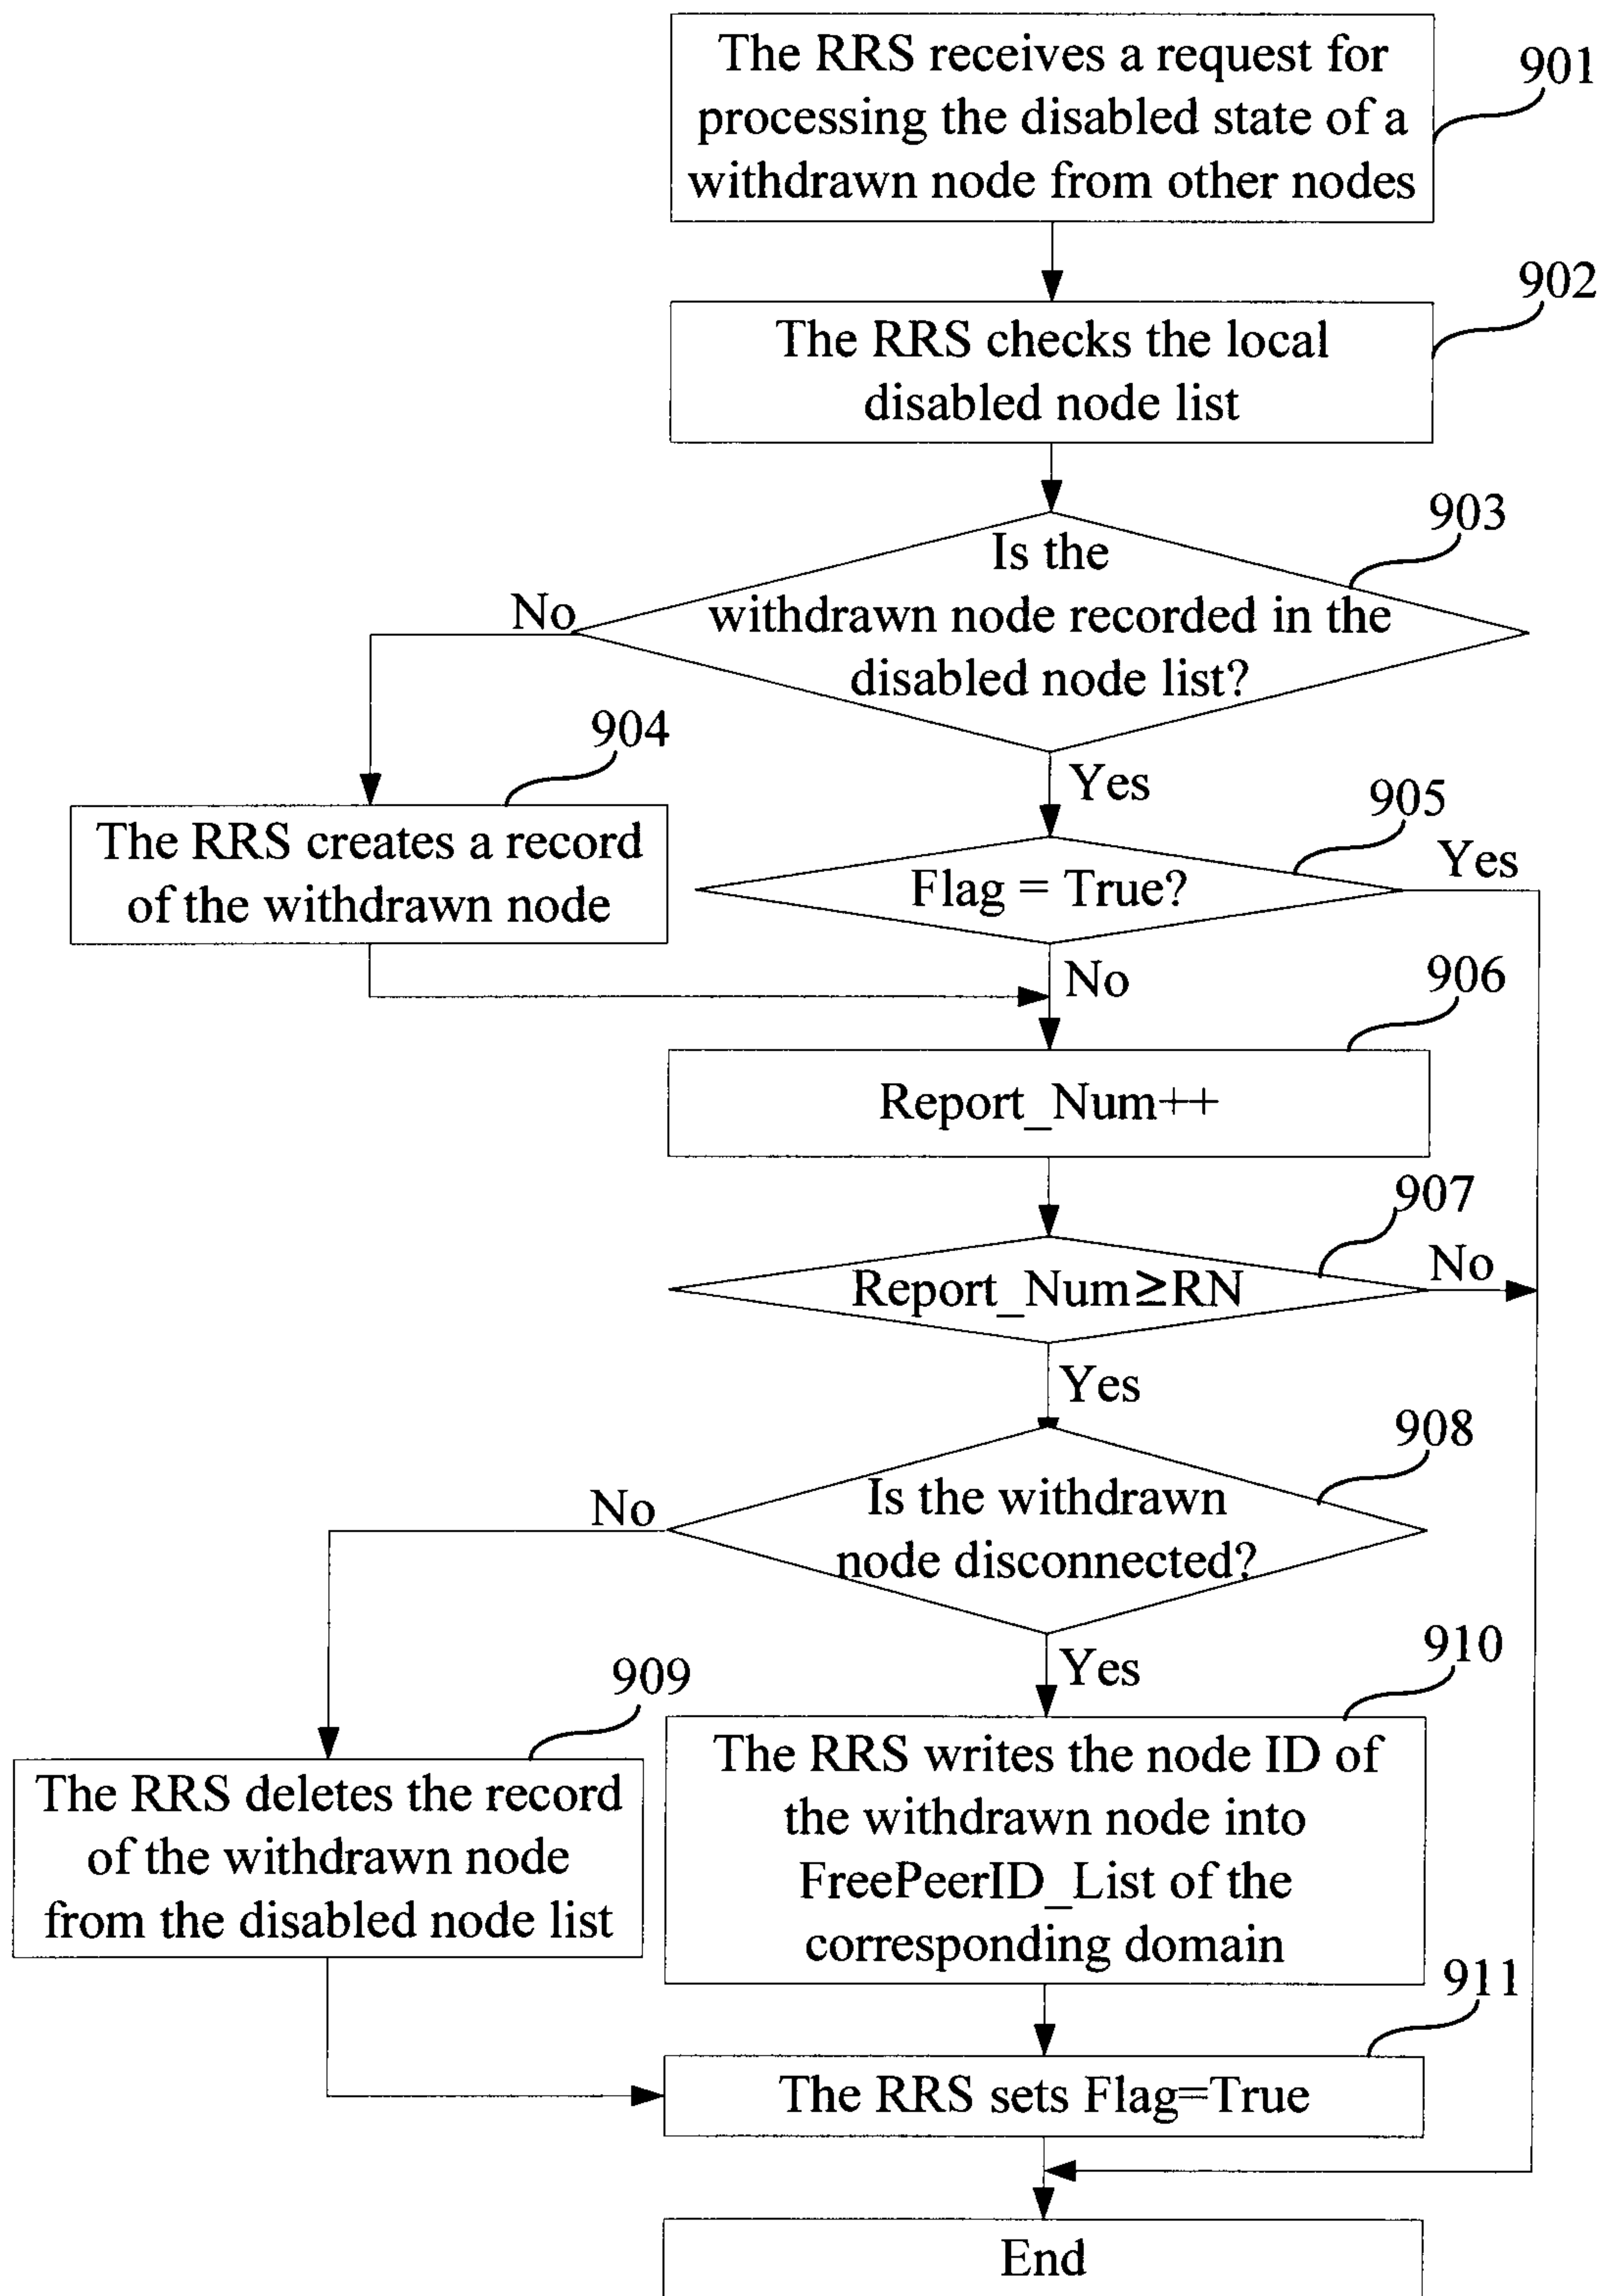 The RRS receives a request for
processing the disabled state of a
withdrawn node from other nodes
901
902
The RRS checks the local
disabled node list
903
Is the
withdrawn node recorded in the
disabled node list?
No
904
Yes
905
The RRS creates a record
of the withdrawn node
Flag = True?
Yes
No
906
Report_Num++
907
Report_Num≥RN
No
Yes
908
Is the withdrawn
node disconnected?
No
Yes
910
909
The RRS deletes the record
of the withdrawn node
from the disabled node list
The RRS writes the node ID of
the withdrawn node into
FreePeerID_List of the
corresponding domain
911
The RRS sets Flag=True
End